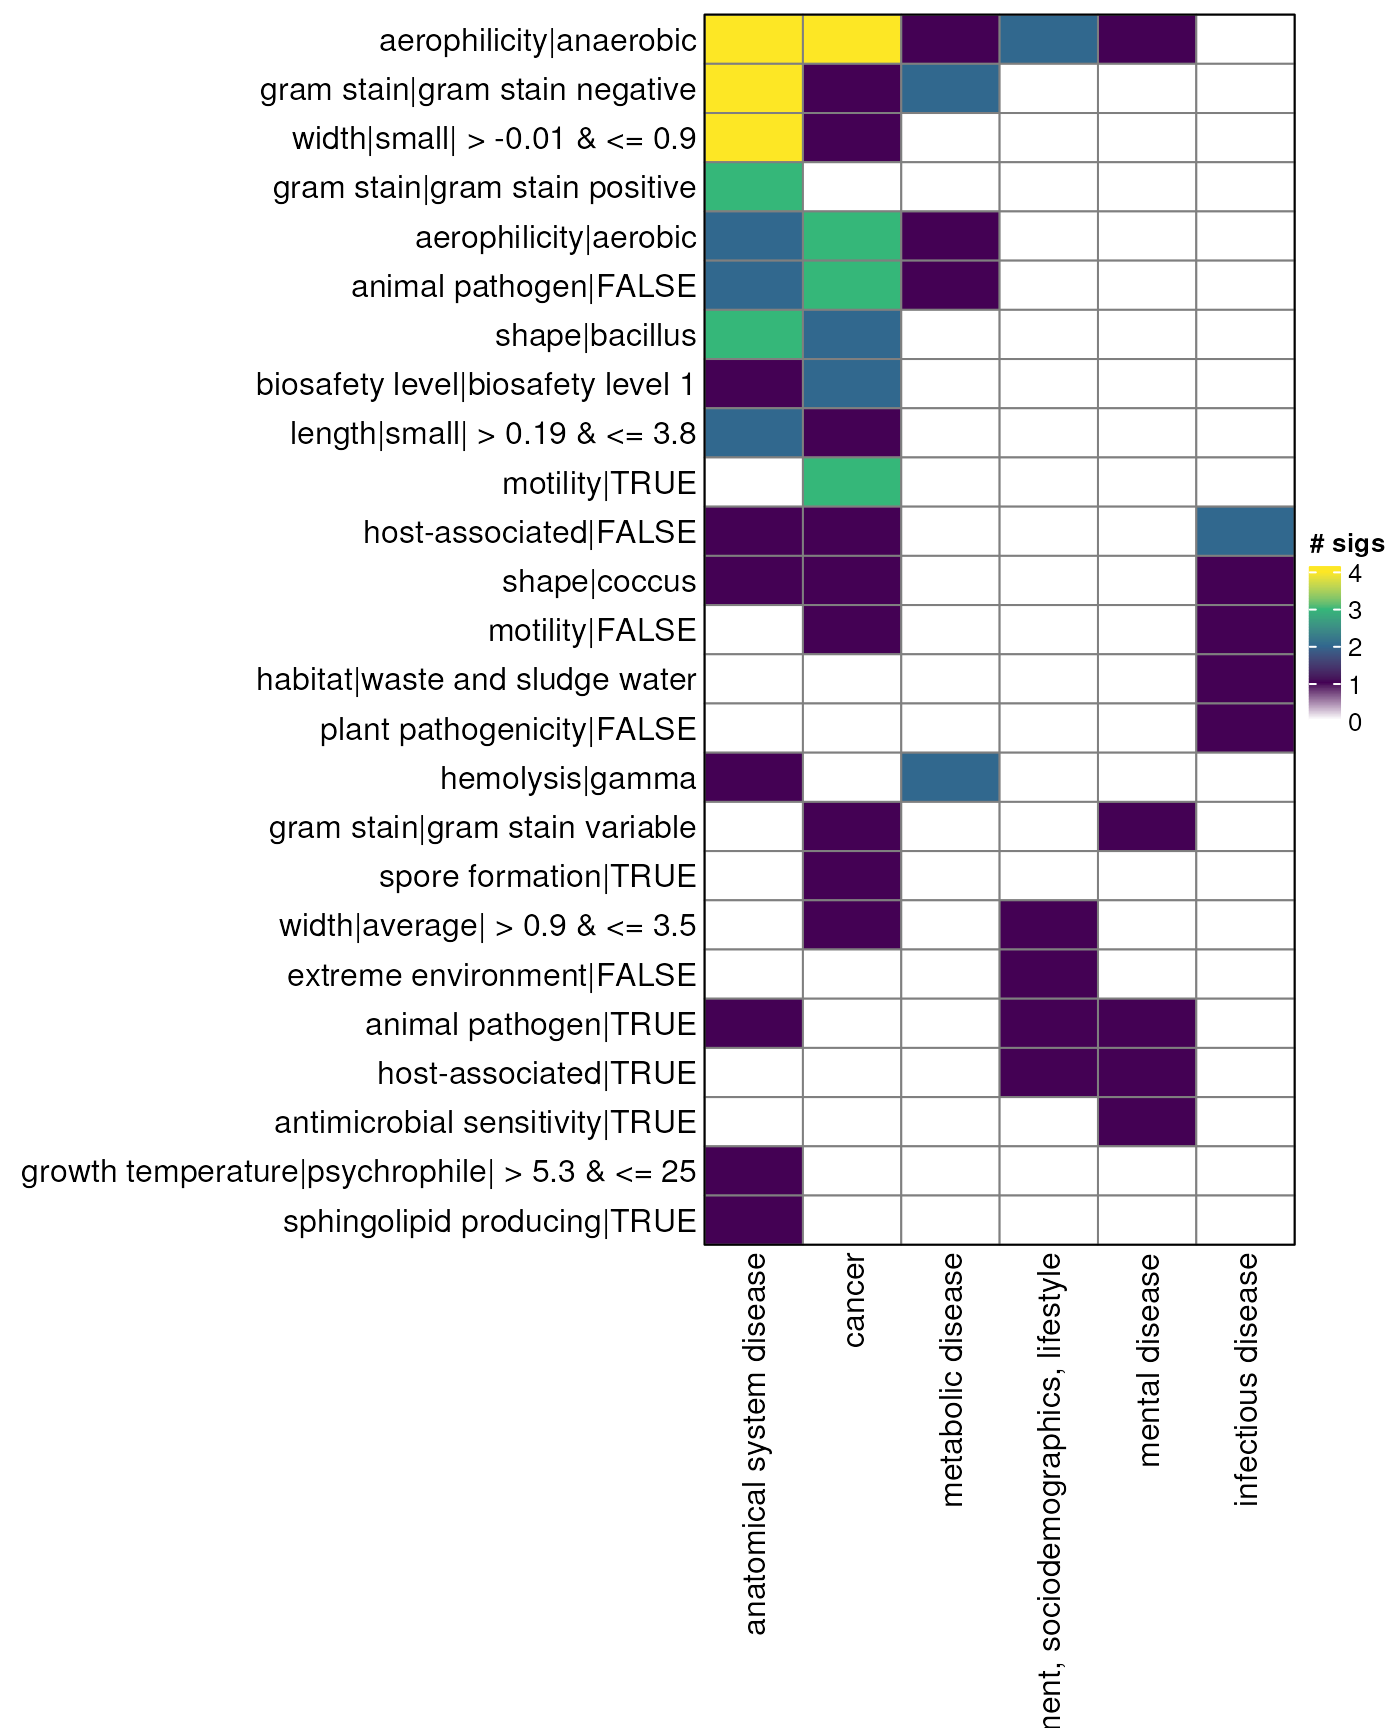 aerophilicity|anaerobic
gram stain|gram stain negative
width|small| > -0.01 & <= 0.9
gram stain|gram stain positive
aerophilicity|aerobic
animal pathogen|FALSE
shape|bacillus
biosafety level|biosafety level 1
length|small| > 0.19 & <= 3.8
motility|TRUE
host-associated|FALSE
shape|coccus
motility|FALSE
habitat|waste and sludge water
plant pathogenicity|FALSE
hemolysis|gamma
gram stain|gram stain variable
spore formation|TRUE
width|average| > 0.9 & <= 3.5
extreme environment|FALSE
animal pathogen|TRUE
host-associated|TRUE
antimicrobial sensitivity|TRUE
growth temperature|psychrophile| > 5.3 & <= 25
sphingolipid producing|TRUE
# sigs
4
3
2
1
0
anatomical system disease
cancer
metabolic disease
sociodemographics, lifestyle
mental disease
infectious disease